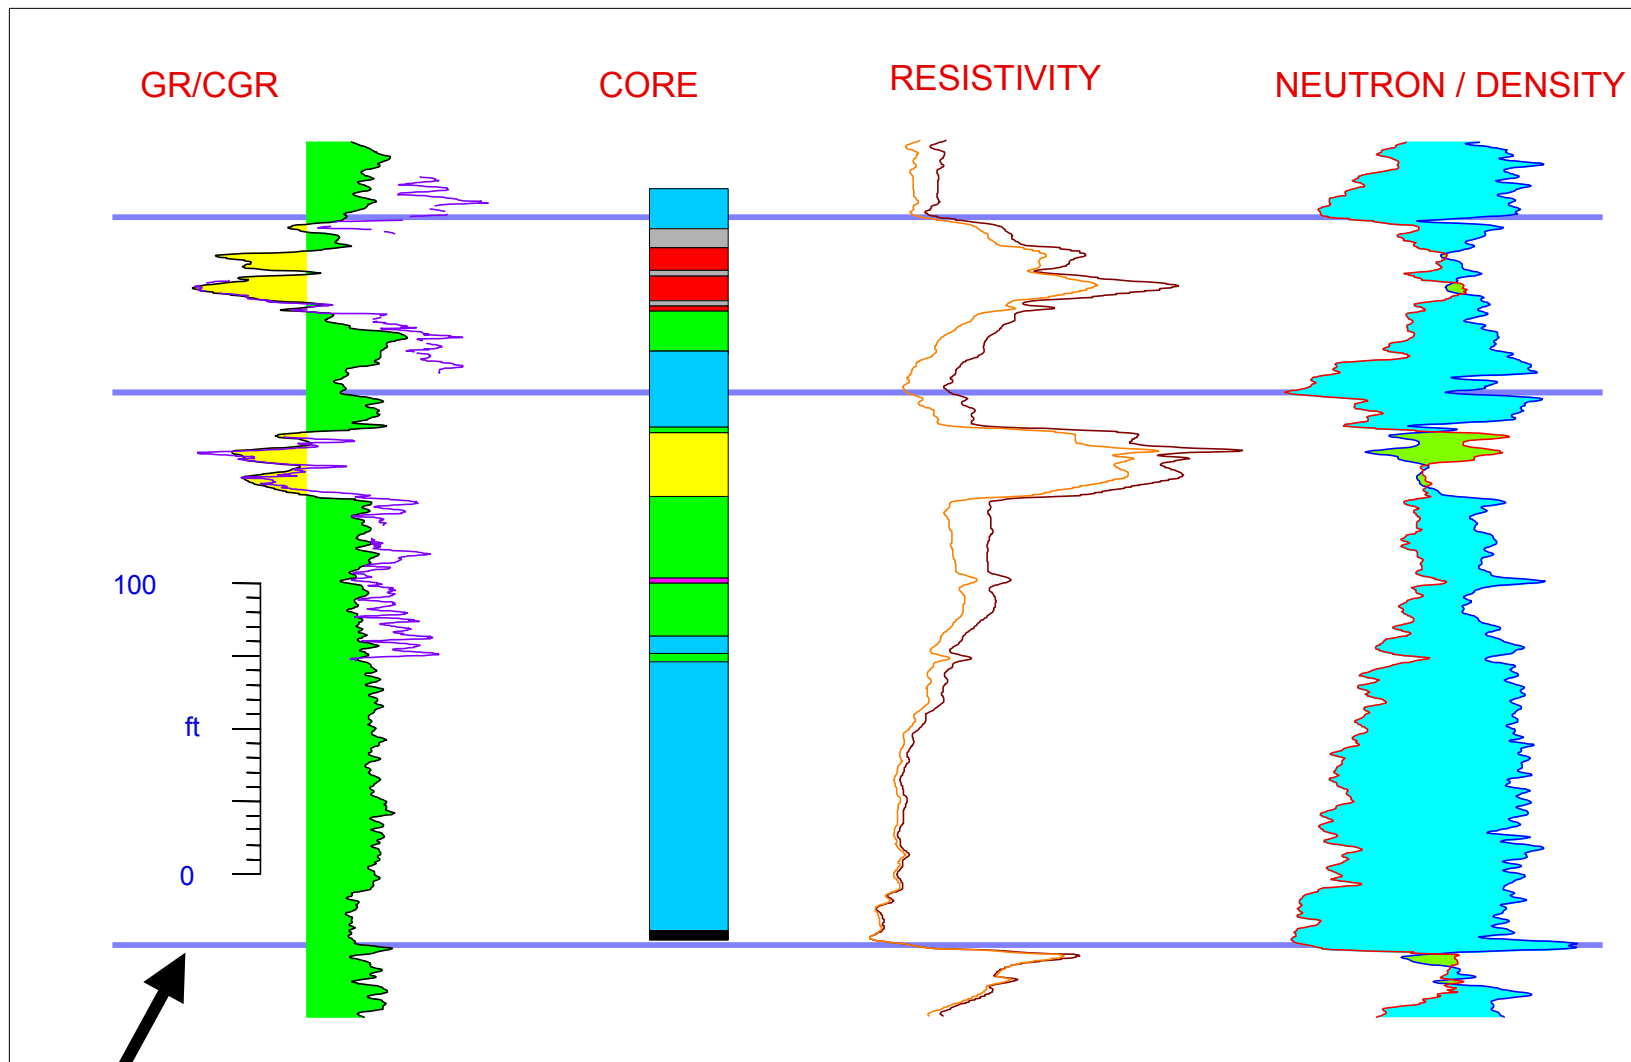 GR/CGR
CORE
RESISTIVITY
NEUTRON / DENSITY
100
ft
0